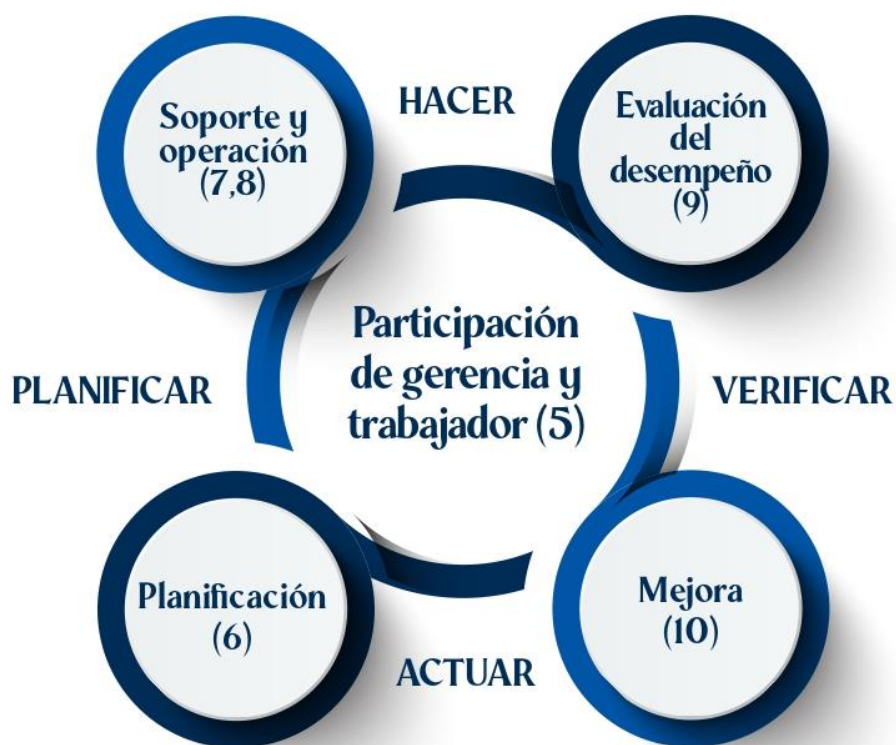 HACER
Soporte y
operación
(7,8)
Evaluación
del
desempeño
(9)
Participación
de gerencia y
trabajador (5)
PLANIFICAR
VERIFICAR
Planificación
(6)
Mejora
(10)
ACTUAR